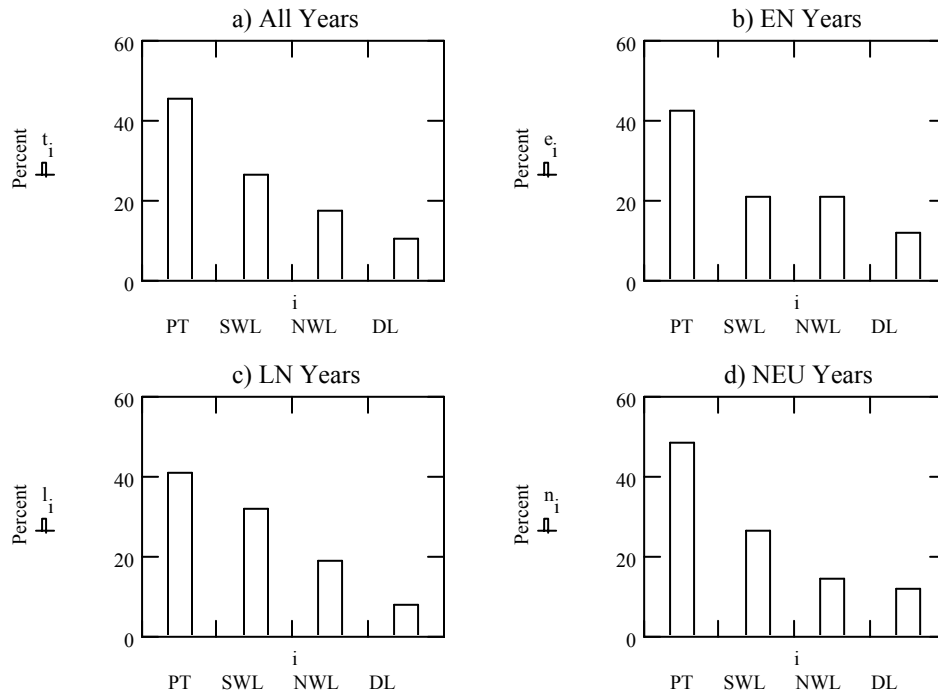 a) All Years
60
40
20
0
Percent
t i
i
PT SWL NWL DL
b) EN Years
60
40
20
0
Percent
e i
i
PT SWL NWL DL
c) LN Years
60
40
20
0
Percent
l i
i
PT SWL NWL DL
d) NEU Years
60
40
20
0
Percent
n i
i
PT SWL NWL DL